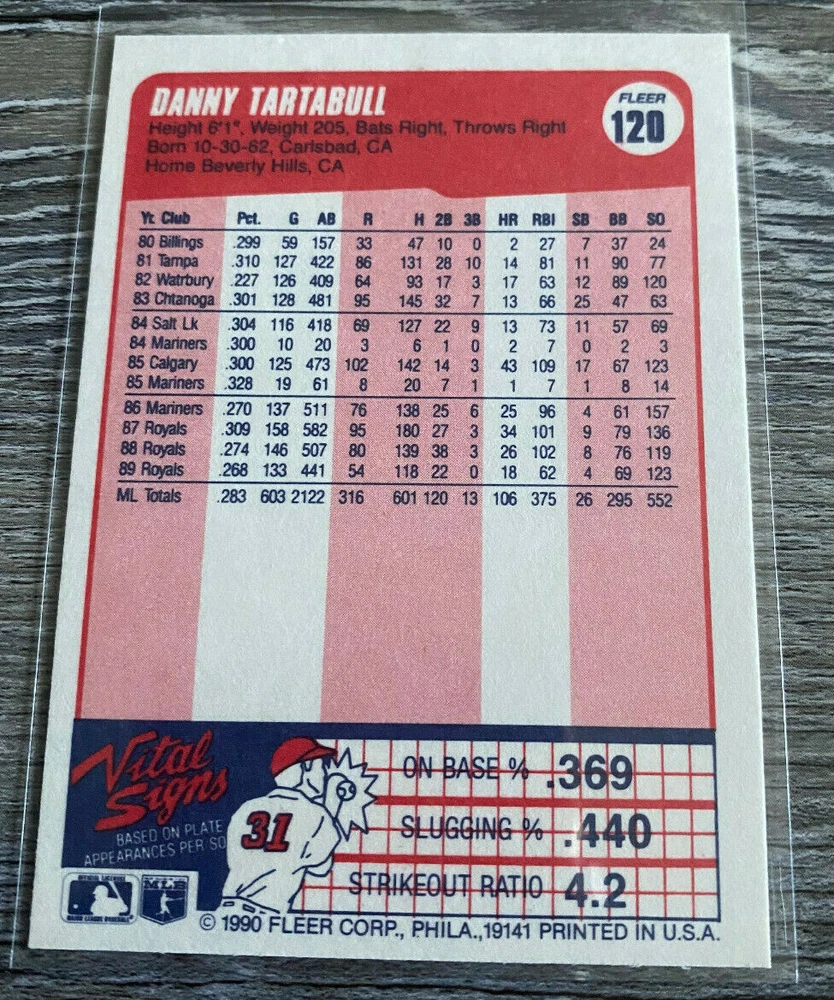 DANNY TARTABULL
Height 6'1", Weight 205, Bats Right, Throws Right
Born 10-30-62, Carlsbad, CA
Home Beverly Hills, CA
FLEER
120
Yr. Club Pct. G AB R H 2B 3B HR RBI SB BB SO
80 Billings .299 59 157 33 47 10 0 2 27 7 37 24
81 Tampa .310 127 422 86 131 28 10 14 81 11 90 77
82 Watrbury .227 126 409 64 93 17 3 17 63 12 89 120
83 Chtanoga .301 128 481 95 145 32 7 13 66 25 47 63
84 Salt Lk .304 116 418 69 127 22 9 13 73 11 57 69
84 Mariners .300 10 20 3 6 1 0 2 7 0 2 3
85 Calgary .300 125 473 102 142 14 3 43 109 17 67 123
85 Mariners .328 19 61 8 20 7 1 1 7 1 8 14
86 Mariners .270 137 511 76 138 25 6 25 96 4 61 157
87 Royals .309 158 582 95 180 27 3 34 101 9 79 136
88 Royals .274 146 507 80 139 38 3 26 102 8 76 119
89 Royals .268 133 441 54 118 22 0 18 62 4 69 123
ML Totals .283 603 2122 316 601 120 13 106 375 26 295 552
Vital
Signs
BASED ON PLATE
APPEARANCES PER SO
31
ON BASE % .369
SLUGGING % .440
STRIKEOUT RATIO 4.2
MLB
© 1990 FLEER CORP., PHILA.,19141 PRINTED IN U.S.A.